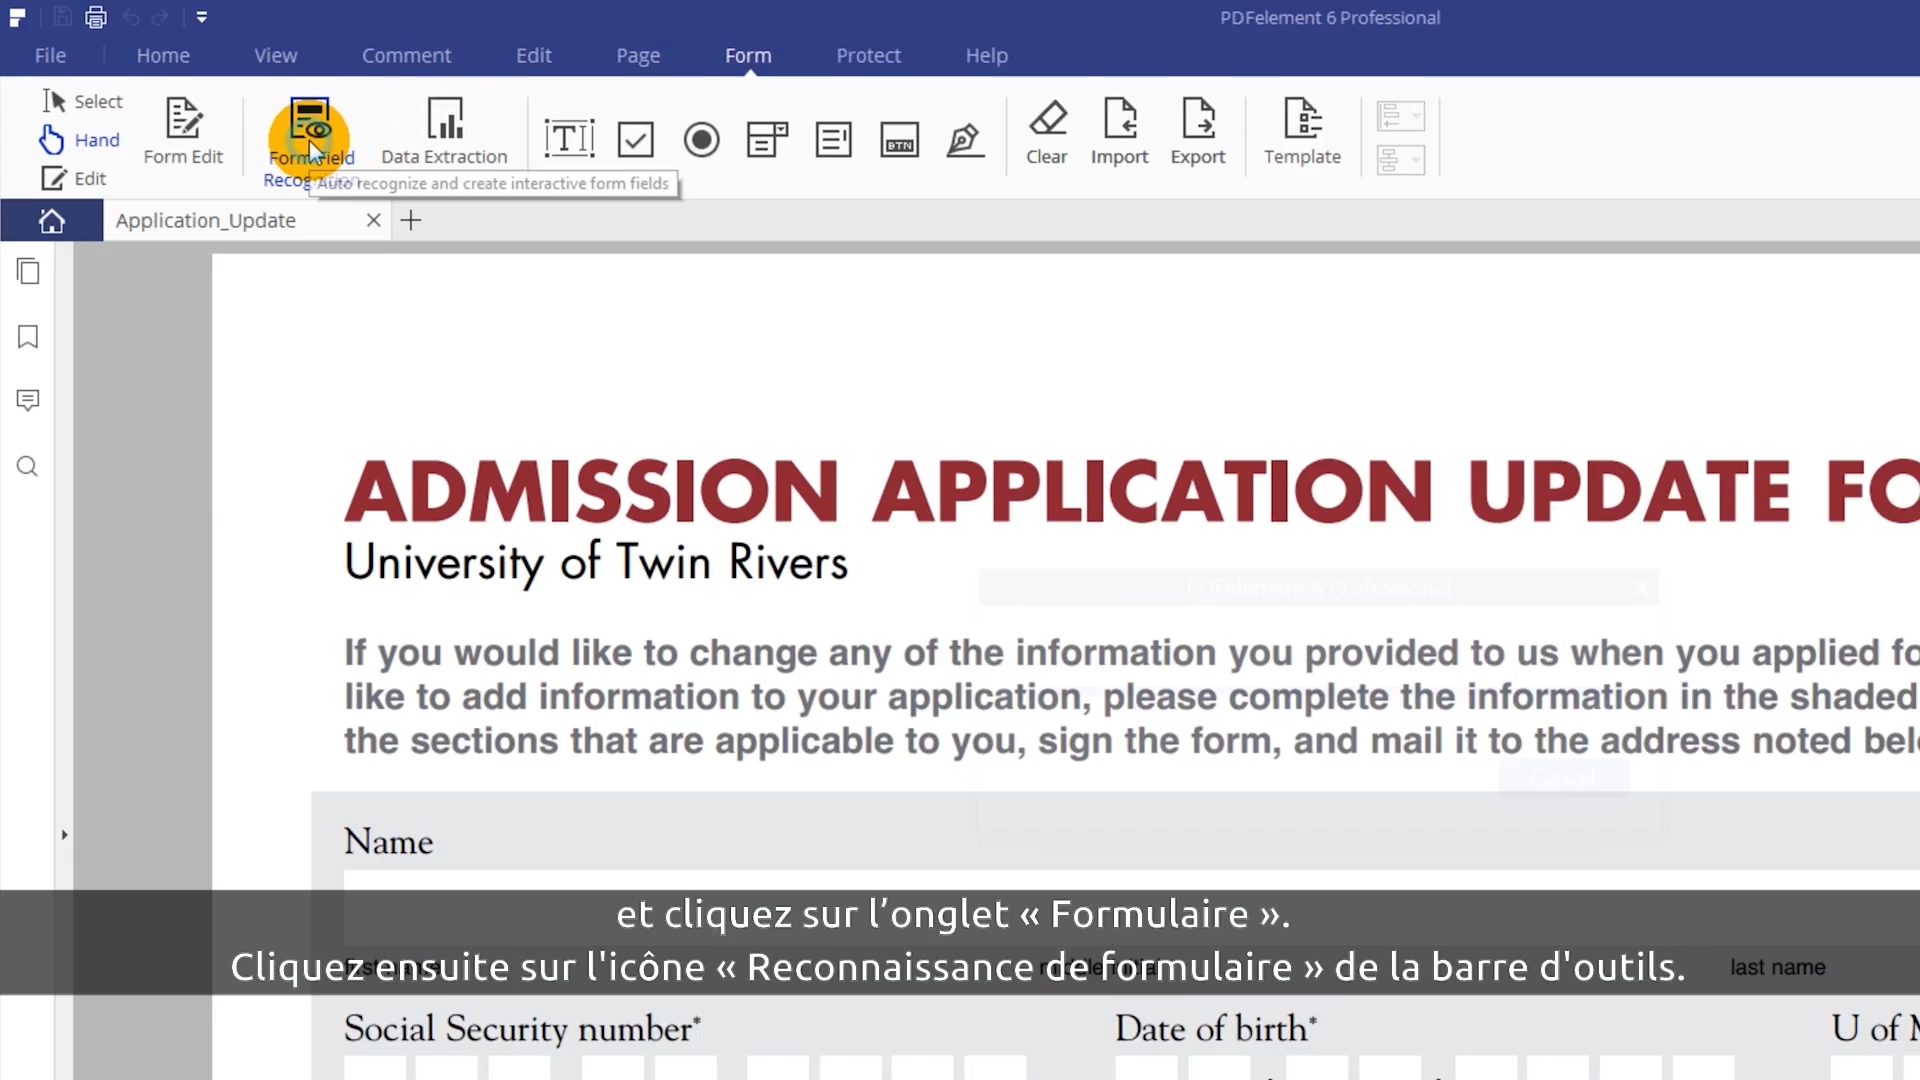 PDFelement 6 Professional
File Home View Comment Edit Page Form Protect Help
Select
Hand
Edit
Form Edit
Form Field
Data Extraction
T
BTN
Clear
Import
Export
Template
Auto recognize and create interactive form fields
Application_Update
ADMISSION APPLICATION UPDATE FO
University of Twin Rivers
PDFelement 6 Professional
If you would like to change any of the information you provided to us when you applied fo
like to add information to your application, please complete the information in the shaded
the sections that are applicable to you, sign the form, and mail it to the address noted bel
Cancel
Name
et cliquez sur l’onglet « Formulaire ».
Cliquez ensuite sur l'icône « Reconnaissance de formulaire » de la barre d'outils.
last name
Social Security number*
Date of birth*
U of